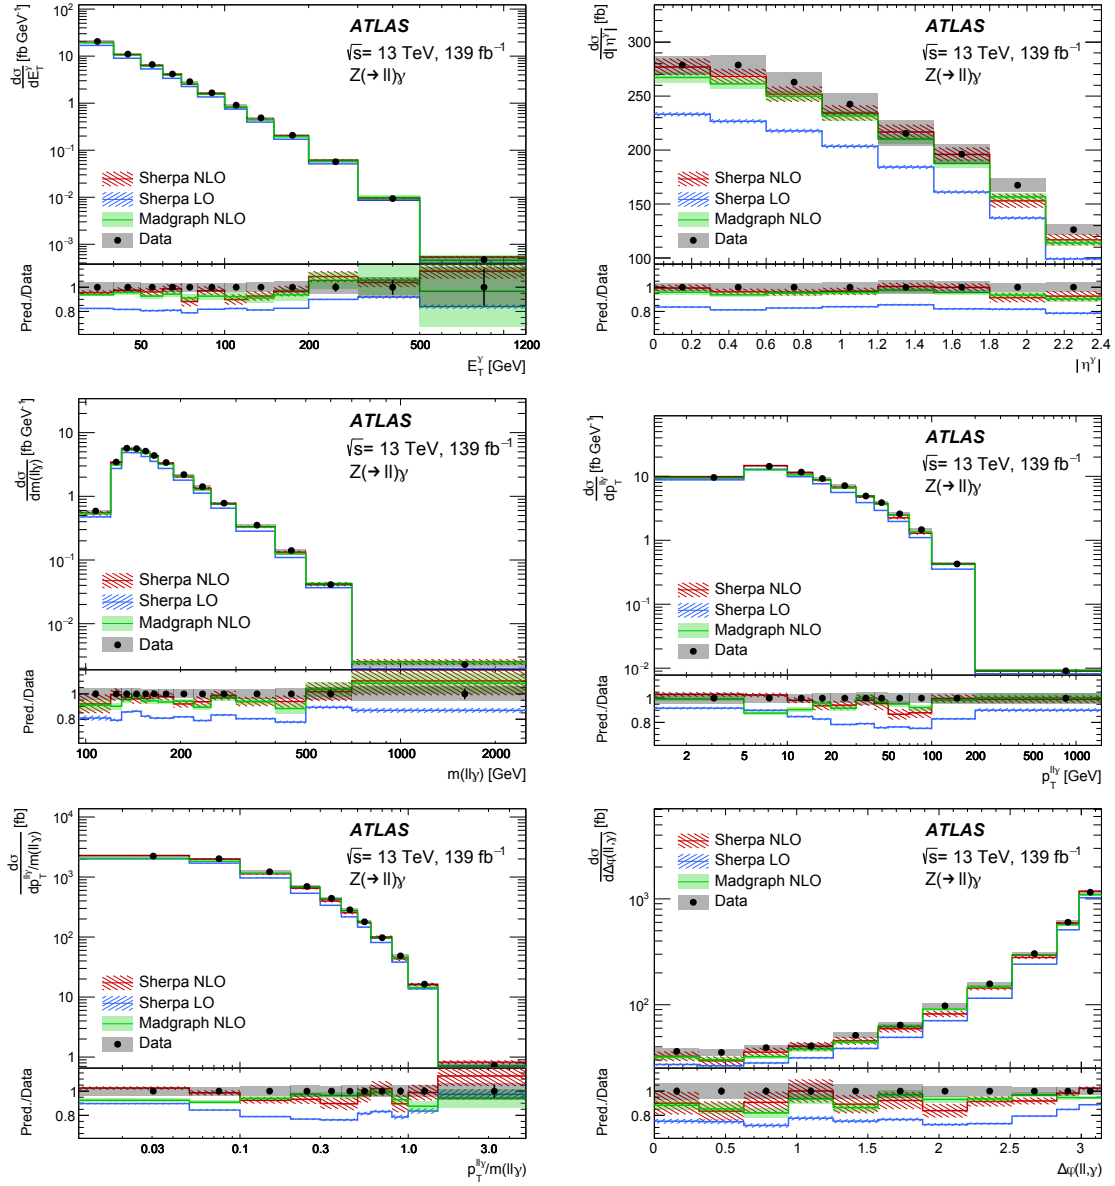 dσ/dE_T^γ [fb GeV⁻¹]
10²
10
1
10⁻¹
10⁻²
10⁻³
ATLAS
√s= 13 TeV, 139 fb⁻¹
Z(→ll)γ
Sherpa NLO
Sherpa LO
Madgraph NLO
Data
Pred./Data
1
0.8
50 100 200 500 1200
E_T^γ [GeV]
dσ/d|η^γ| [fb]
300
250
200
150
100
ATLAS
√s= 13 TeV, 139 fb⁻¹
Z(→ll)γ
Sherpa NLO
Sherpa LO
Madgraph NLO
Data
Pred./Data
1
0.8
0 0.2 0.4 0.6 0.8 1 1.2 1.4 1.6 1.8 2 2.2 2.4
|η^γ|
dσ/dm(llγ) [fb GeV⁻¹]
10
1
10⁻¹
10⁻²
ATLAS
√s= 13 TeV, 139 fb⁻¹
Z(→ll)γ
Sherpa NLO
Sherpa LO
Madgraph NLO
Data
Pred./Data
1
0.8
100 200 500 1000 2000
m(llγ) [GeV]
dσ/dp_T^llγ [fb GeV⁻¹]
10
1
10⁻¹
10⁻²
ATLAS
√s= 13 TeV, 139 fb⁻¹
Z(→ll)γ
Sherpa NLO
Sherpa LO
Madgraph NLO
Data
Pred./Data
1
0.8
2 5 10 20 50 100 200 500 1000
p_T^llγ [GeV]
dσ/dp_T^llγ/m(llγ) [fb]
10⁴
10³
10²
10
1
ATLAS
√s= 13 TeV, 139 fb⁻¹
Z(→ll)γ
Sherpa NLO
Sherpa LO
Madgraph NLO
Data
Pred./Data
1
0.8
0.03 0.1 0.3 1.0 3.0
p_T^llγ/m(llγ)
dσ/dΔφ(ll,γ) [fb]
10³
10²
Sherpa NLO
Sherpa LO
Madgraph NLO
Data
ATLAS
√s= 13 TeV, 139 fb⁻¹
Z(→ll)γ
Pred./Data
1
0.8
0 0.5 1 1.5 2 2.5 3
Δφ(ll,γ)